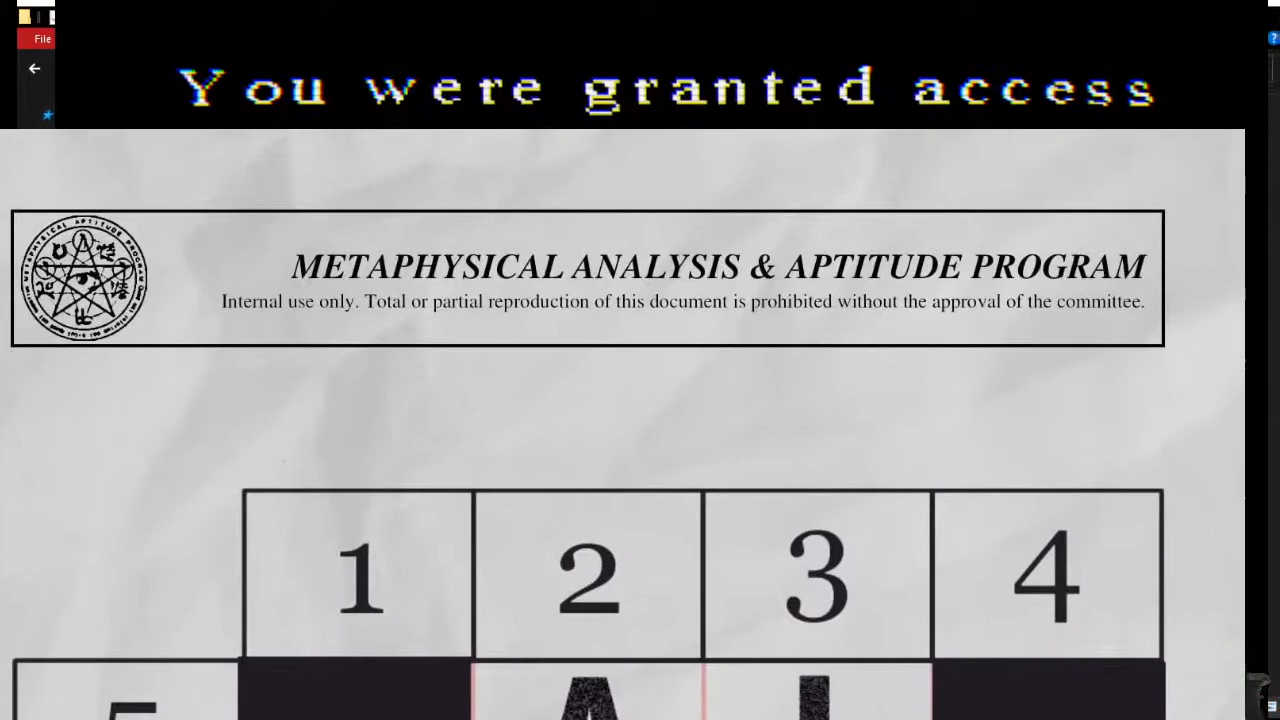 File
You were granted access
METAPHYSICAL ANALYSIS & APTITUDE PROGRAM
Internal use only. Total or partial reproduction of this document is prohibited without the approval of the committee.
1 2 3 4
5